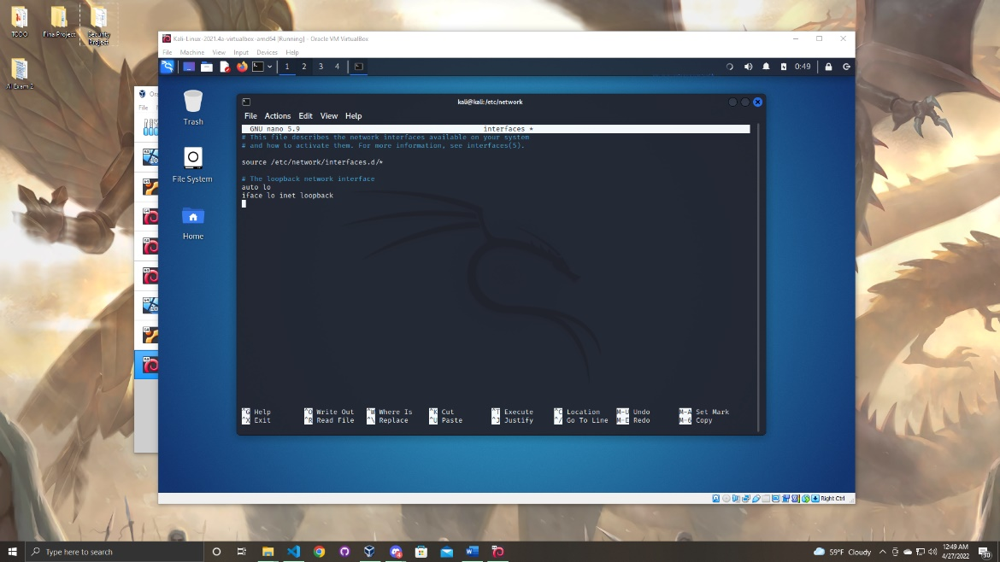 TODO
Fina Project
Security Project
AI Exam 2
Kali-Linux-2021.4a-virtualbox-amd64 [Running] - Oracle VM VirtualBox
File Machine View Input Devices Help
1 2 3 4
0:49
Trash
File System
Home
File
kali@kali: /etc/network
File Actions Edit View Help
GNU nano 5.9 interfaces *
# This file describes the network interfaces available on your system
# and how to activate them. For more information, see interfaces(5).
source /etc/network/interfaces.d/*
# The loopback network interface
auto lo
iface lo inet loopback
^G Help ^O Write Out ^W Where Is ^K Cut ^T Execute ^C Location M-U Undo M-A Set Mark
^X Exit ^R Read File ^\ Replace ^U Paste ^J Justify ^/ Go To Line M-E Redo M-6 Copy
Right Ctrl
Type here to search
59°F Cloudy
12:49 AM
4/27/2022
30